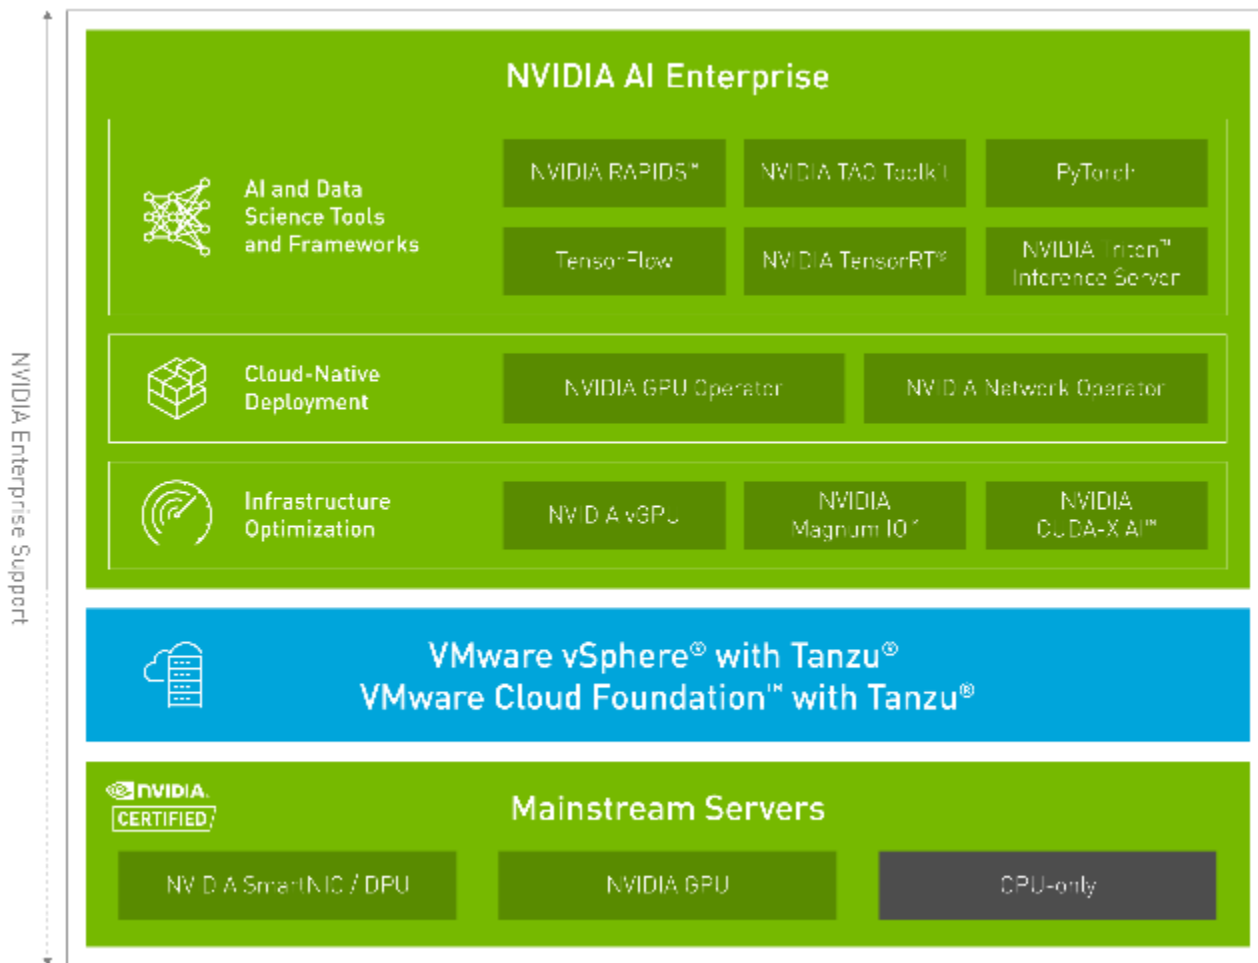 NVIDIA Enterprise Support
NVIDIA AI Enterprise
AI and Data
Science Tools
and Frameworks
NVIDIA RAPIDS™
NVIDIA TAO Toolkit
PyTorch
TensorFlow
NVIDIA TensorRT®
NVIDIA Triton™
Inference Server
Cloud-Native
Deployment
NVIDIA GPU Operator
NVIDIA Network Operator
Infrastructure
Optimization
NVIDIA vGPU
NVIDIA
Magnum IO™
NVIDIA
CUDA-X AI™
VMware vSphere® with Tanzu®
VMware Cloud Foundation™ with Tanzu®
NVIDIA.
CERTIFIED
Mainstream Servers
NVIDIA SmartNIC / DPU
NVIDIA GPU
CPU-only